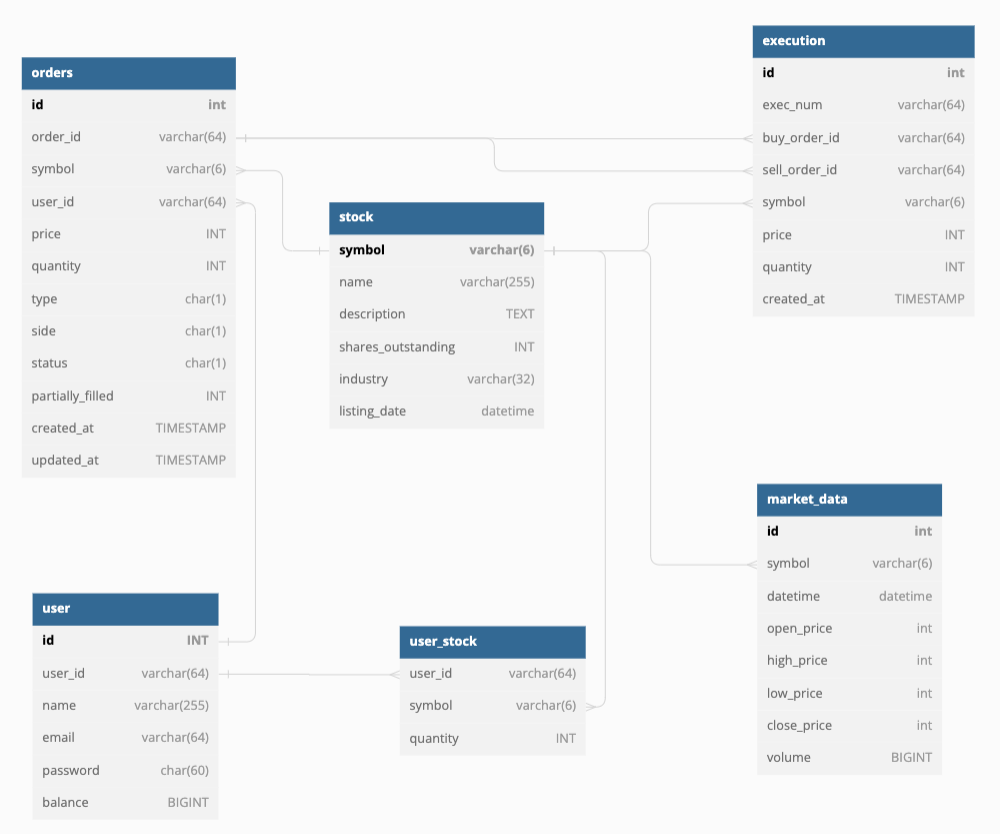 orders
id int
order_id varchar(64)
symbol varchar(6)
user_id varchar(64)
price INT
quantity INT
type char(1)
side char(1)
status char(1)
partially_filled INT
created_at TIMESTAMP
updated_at TIMESTAMP
stock
symbol varchar(6)
name varchar(255)
description TEXT
shares_outstanding INT
industry varchar(32)
listing_date datetime
execution
id int
exec_num varchar(64)
buy_order_id varchar(64)
sell_order_id varchar(64)
symbol varchar(6)
price INT
quantity INT
created_at TIMESTAMP
user
id INT
user_id varchar(64)
name varchar(255)
email varchar(64)
password char(60)
balance BIGINT
user_stock
user_id varchar(64)
symbol varchar(6)
quantity INT
market_data
id int
symbol varchar(6)
datetime datetime
open_price int
high_price int
low_price int
close_price int
volume BIGINT